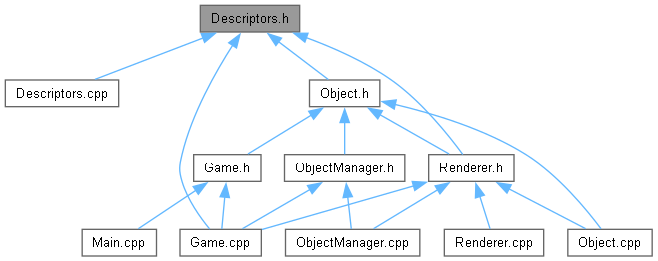 Descriptors.h
Descriptors.cpp
Object.h
Game.h
ObjectManager.h
Renderer.h
Main.cpp
Game.cpp
ObjectManager.cpp
Renderer.cpp
Object.cpp